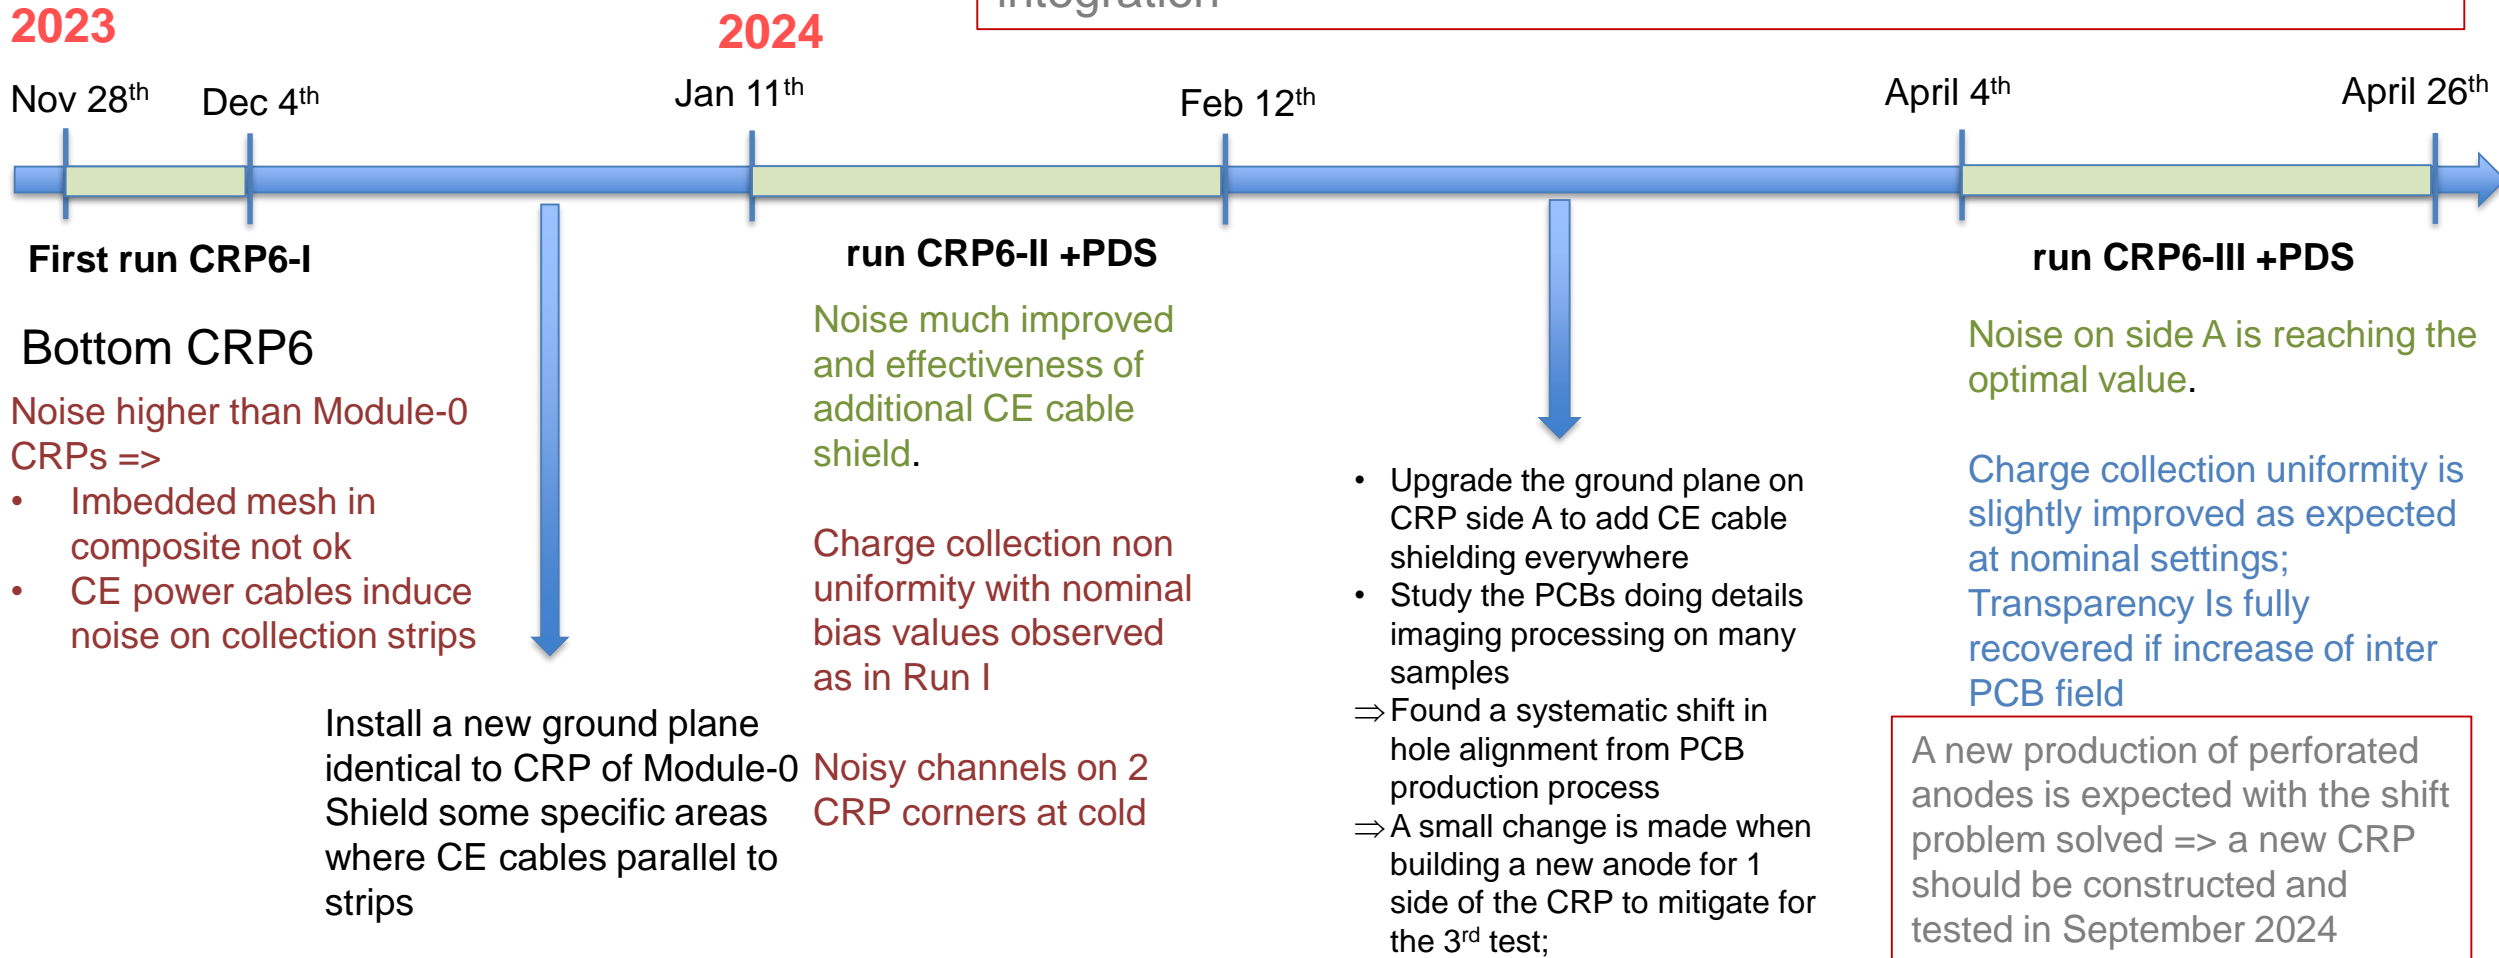 integration
2023
2024
Nov 28th
Dec 4th
Jan 11th
Feb 12th
April 4th
April 26th
First run CRP6-I
Bottom CRP6
Noise higher than Module-0
CRPs =>
• Imbedded mesh in
composite not ok
• CE power cables induce
noise on collection strips
Install a new ground plane
identical to CRP of Module-0
Shield some specific areas
where CE cables parallel to
strips
run CRP6-II +PDS
Noise much improved
and effectiveness of
additional CE cable
shield.
Charge collection non
uniformity with nominal
bias values observed
as in Run I
Noisy channels on 2
CRP corners at cold
• Upgrade the ground plane on
CRP side A to add CE cable
shielding everywhere
• Study the PCBs doing details
imaging processing on many
samples
⇒ Found a systematic shift in
hole alignment from PCB
production process
⇒ A small change is made when
building a new anode for 1
side of the CRP to mitigate for
the 3rd test;
run CRP6-III +PDS
Noise on side A is reaching the
optimal value.
Charge collection uniformity is
slightly improved as expected
at nominal settings;
Transparency Is fully
recovered if increase of inter
PCB field
A new production of perforated
anodes is expected with the shift
problem solved => a new CRP
should be constructed and
tested in September 2024